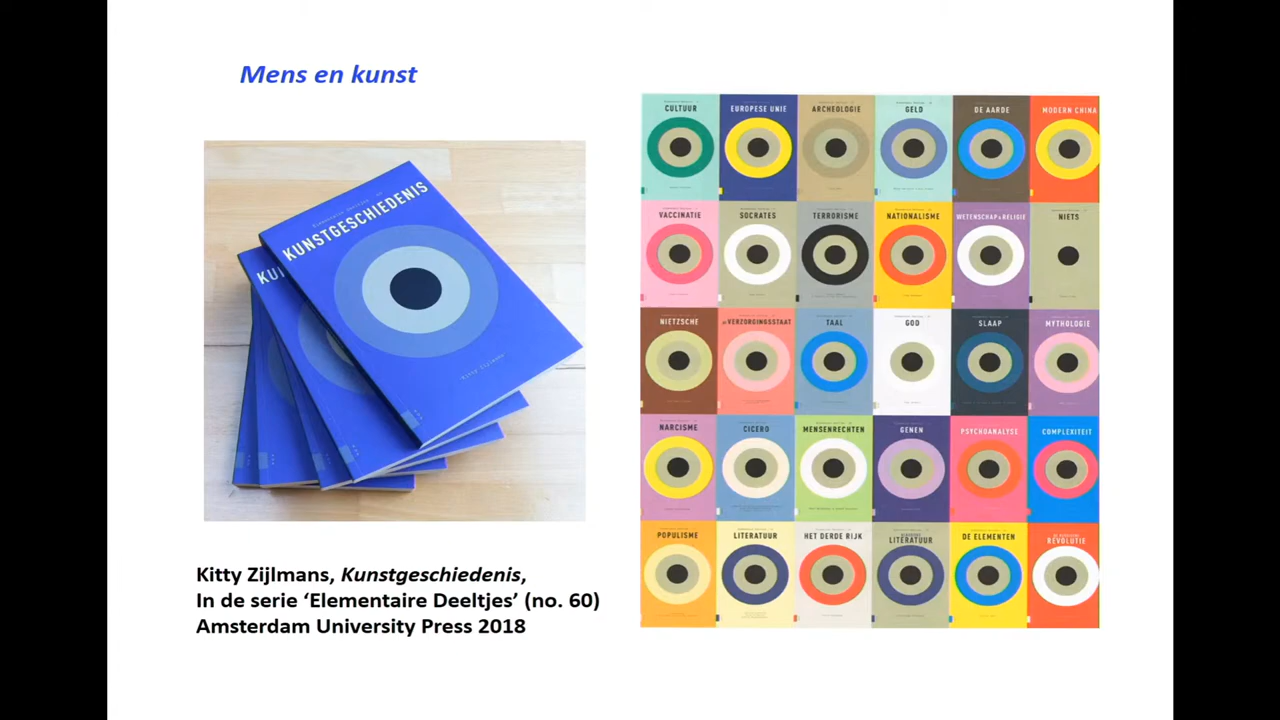 Mens en kunst
KUNSTGESCHIEDENIS
Kitty Zijlmans
KU
Kitty Zijlmans, Kunstgeschiedenis,
In de serie ‘Elementaire Deeltjes’ (no. 60)
Amsterdam University Press 2018
CULTUUR
EUROPESE UNIE
ARCHEOLOGIE
GELD
DE AARDE
MODERN CHINA
VACCINATIE
SOCRATES
TERRORISME
NATIONALISME
WETENSCHAP & RELIGIE
NIETS
NIETZSCHE
DE VERZORGINGSSTAAT
TAAL
GOD
SLAAP
MYTHOLOGIE
NARCISME
CICERO
MENSENRECHTEN
GENEN
PSYCHOANALYSE
COMPLEXITEIT
POPULISME
LITERATUUR
HET DERDE RIJK
LITERATUUR
DE ELEMENTEN
REVOLUTIE